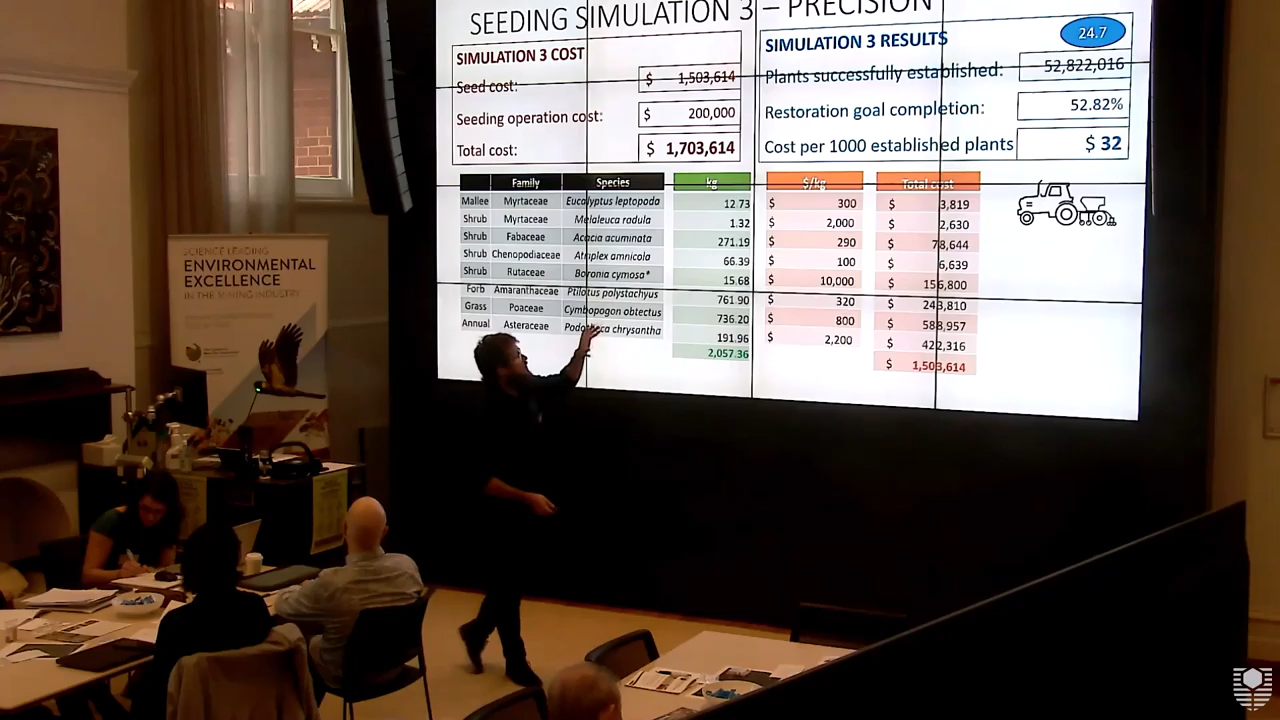 SEEDING SIMULATION 3 – PRECISION
SIMULATION 3 COST
Seed cost: $ 1,503,614
Seeding operation cost: $ 200,000
Total cost: $ 1,703,614
SIMULATION 3 RESULTS
24.7
Plants successfully established: 52,822,016
Restoration goal completion: 52.82%
Cost per 1000 established plants $ 32
Family Species kg $/kg Total cost
Mallee Myrtaceae Eucalyptus leptopoda 12.73 $ 300 $ 3,819
Shrub Myrtaceae Melaleuca radula 1.32 $ 2,000 $ 2,630
Shrub Fabaceae Acacia acuminata 271.19 $ 290 $ 78,644
Shrub Chenopodiaceae Atriplex amnicola 66.39 $ 100 $ 6,639
Shrub Rutaceae Boronia cymosa* 15.68 $ 10,000 $ 156,800
Forb Amaranthaceae Ptilotus polystachyus 761.90 $ 320 $ 243,810
Grass Poaceae Cymbopogon obtectus 736.20 $ 800 $ 588,957
Annual Asteraceae Podotheca chrysantha 191.96 $ 2,200 $ 422,316
2,057.36 $ 1,503,614
SCIENCE LEADING
ENVIRONMENTAL
EXCELLENCE
IN THE MINING INDUSTRY